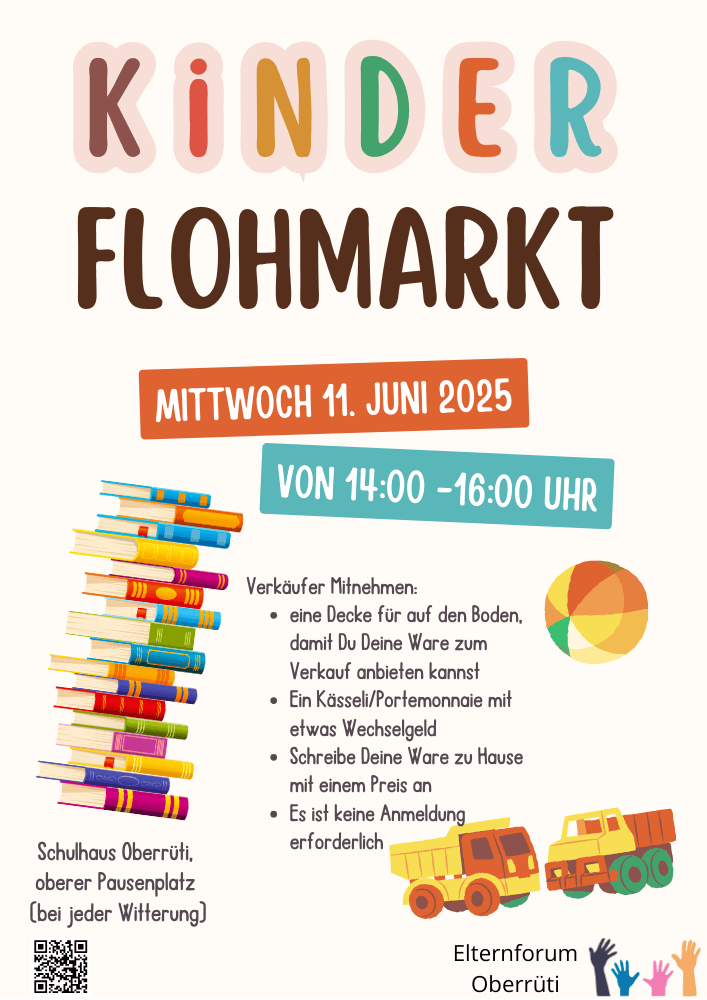 KiNDER
FLOHMARKT
MITTWOCH 11. JUNI 2025
VON 14:00 -16:00 UHR
Verkäufer Mitnehmen:
• eine Decke für auf den Boden,
damit Du Deine Ware zum
Verkauf anbieten kannst
• Ein Kässeli/Portemonnaie mit
etwas Wechselgeld
• Schreibe Deine Ware zu Hause
mit einem Preis an
• Es ist keine Anmeldung
erforderlich
Schulhaus Oberrüti,
oberer Pausenplatz
(bei jeder Witterung)
Elternforum
Oberrüti